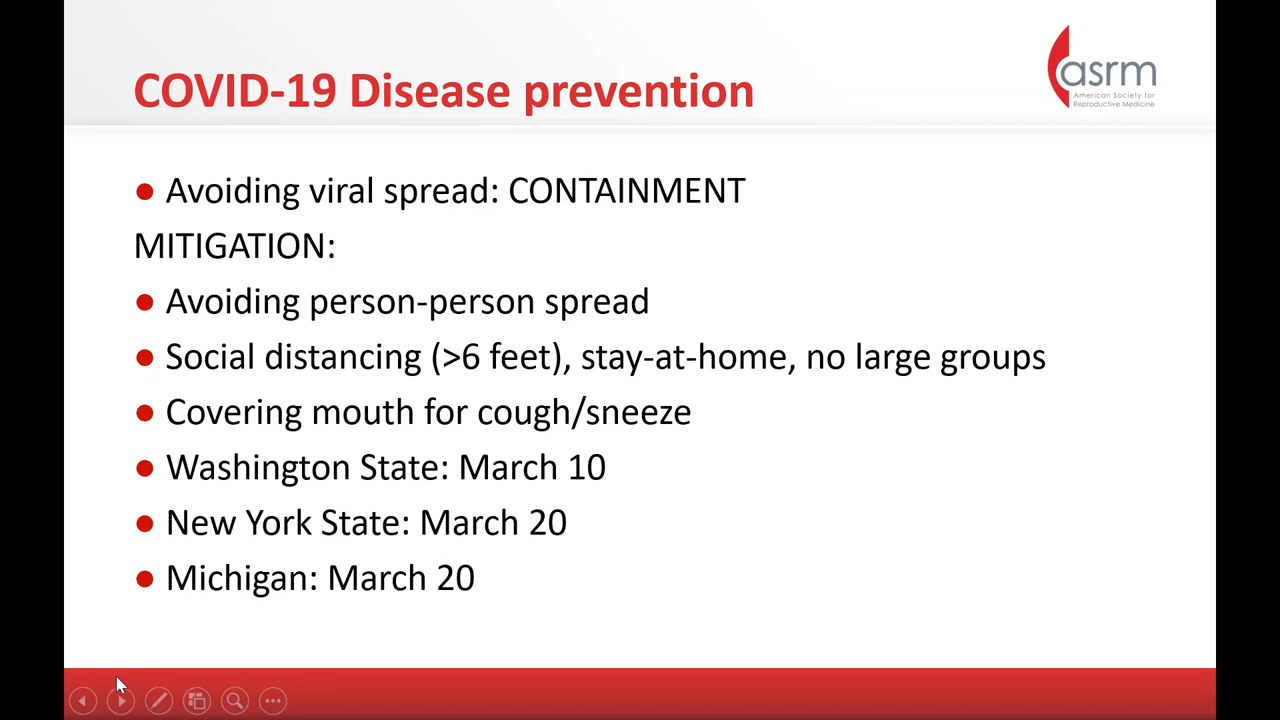 COVID-19 Disease prevention
asrm
American Society for
Reproductive Medicine
● Avoiding viral spread: CONTAINMENT
MITIGATION:
● Avoiding person-person spread
● Social distancing (>6 feet), stay-at-home, no large groups
● Covering mouth for cough/sneeze
● Washington State: March 10
● New York State: March 20
● Michigan: March 20